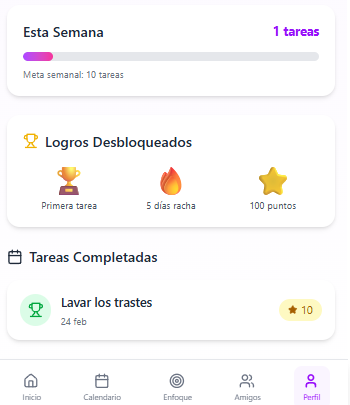 Esta Semana
1 tareas
Meta semanal: 10 tareas
Logros Desbloqueados
Primera tarea
5 días racha
100 puntos
Tareas Completadas
Lavar los trastes
10
24 feb
Inicio
Calendario
Enfoque
Amigos
Perfil